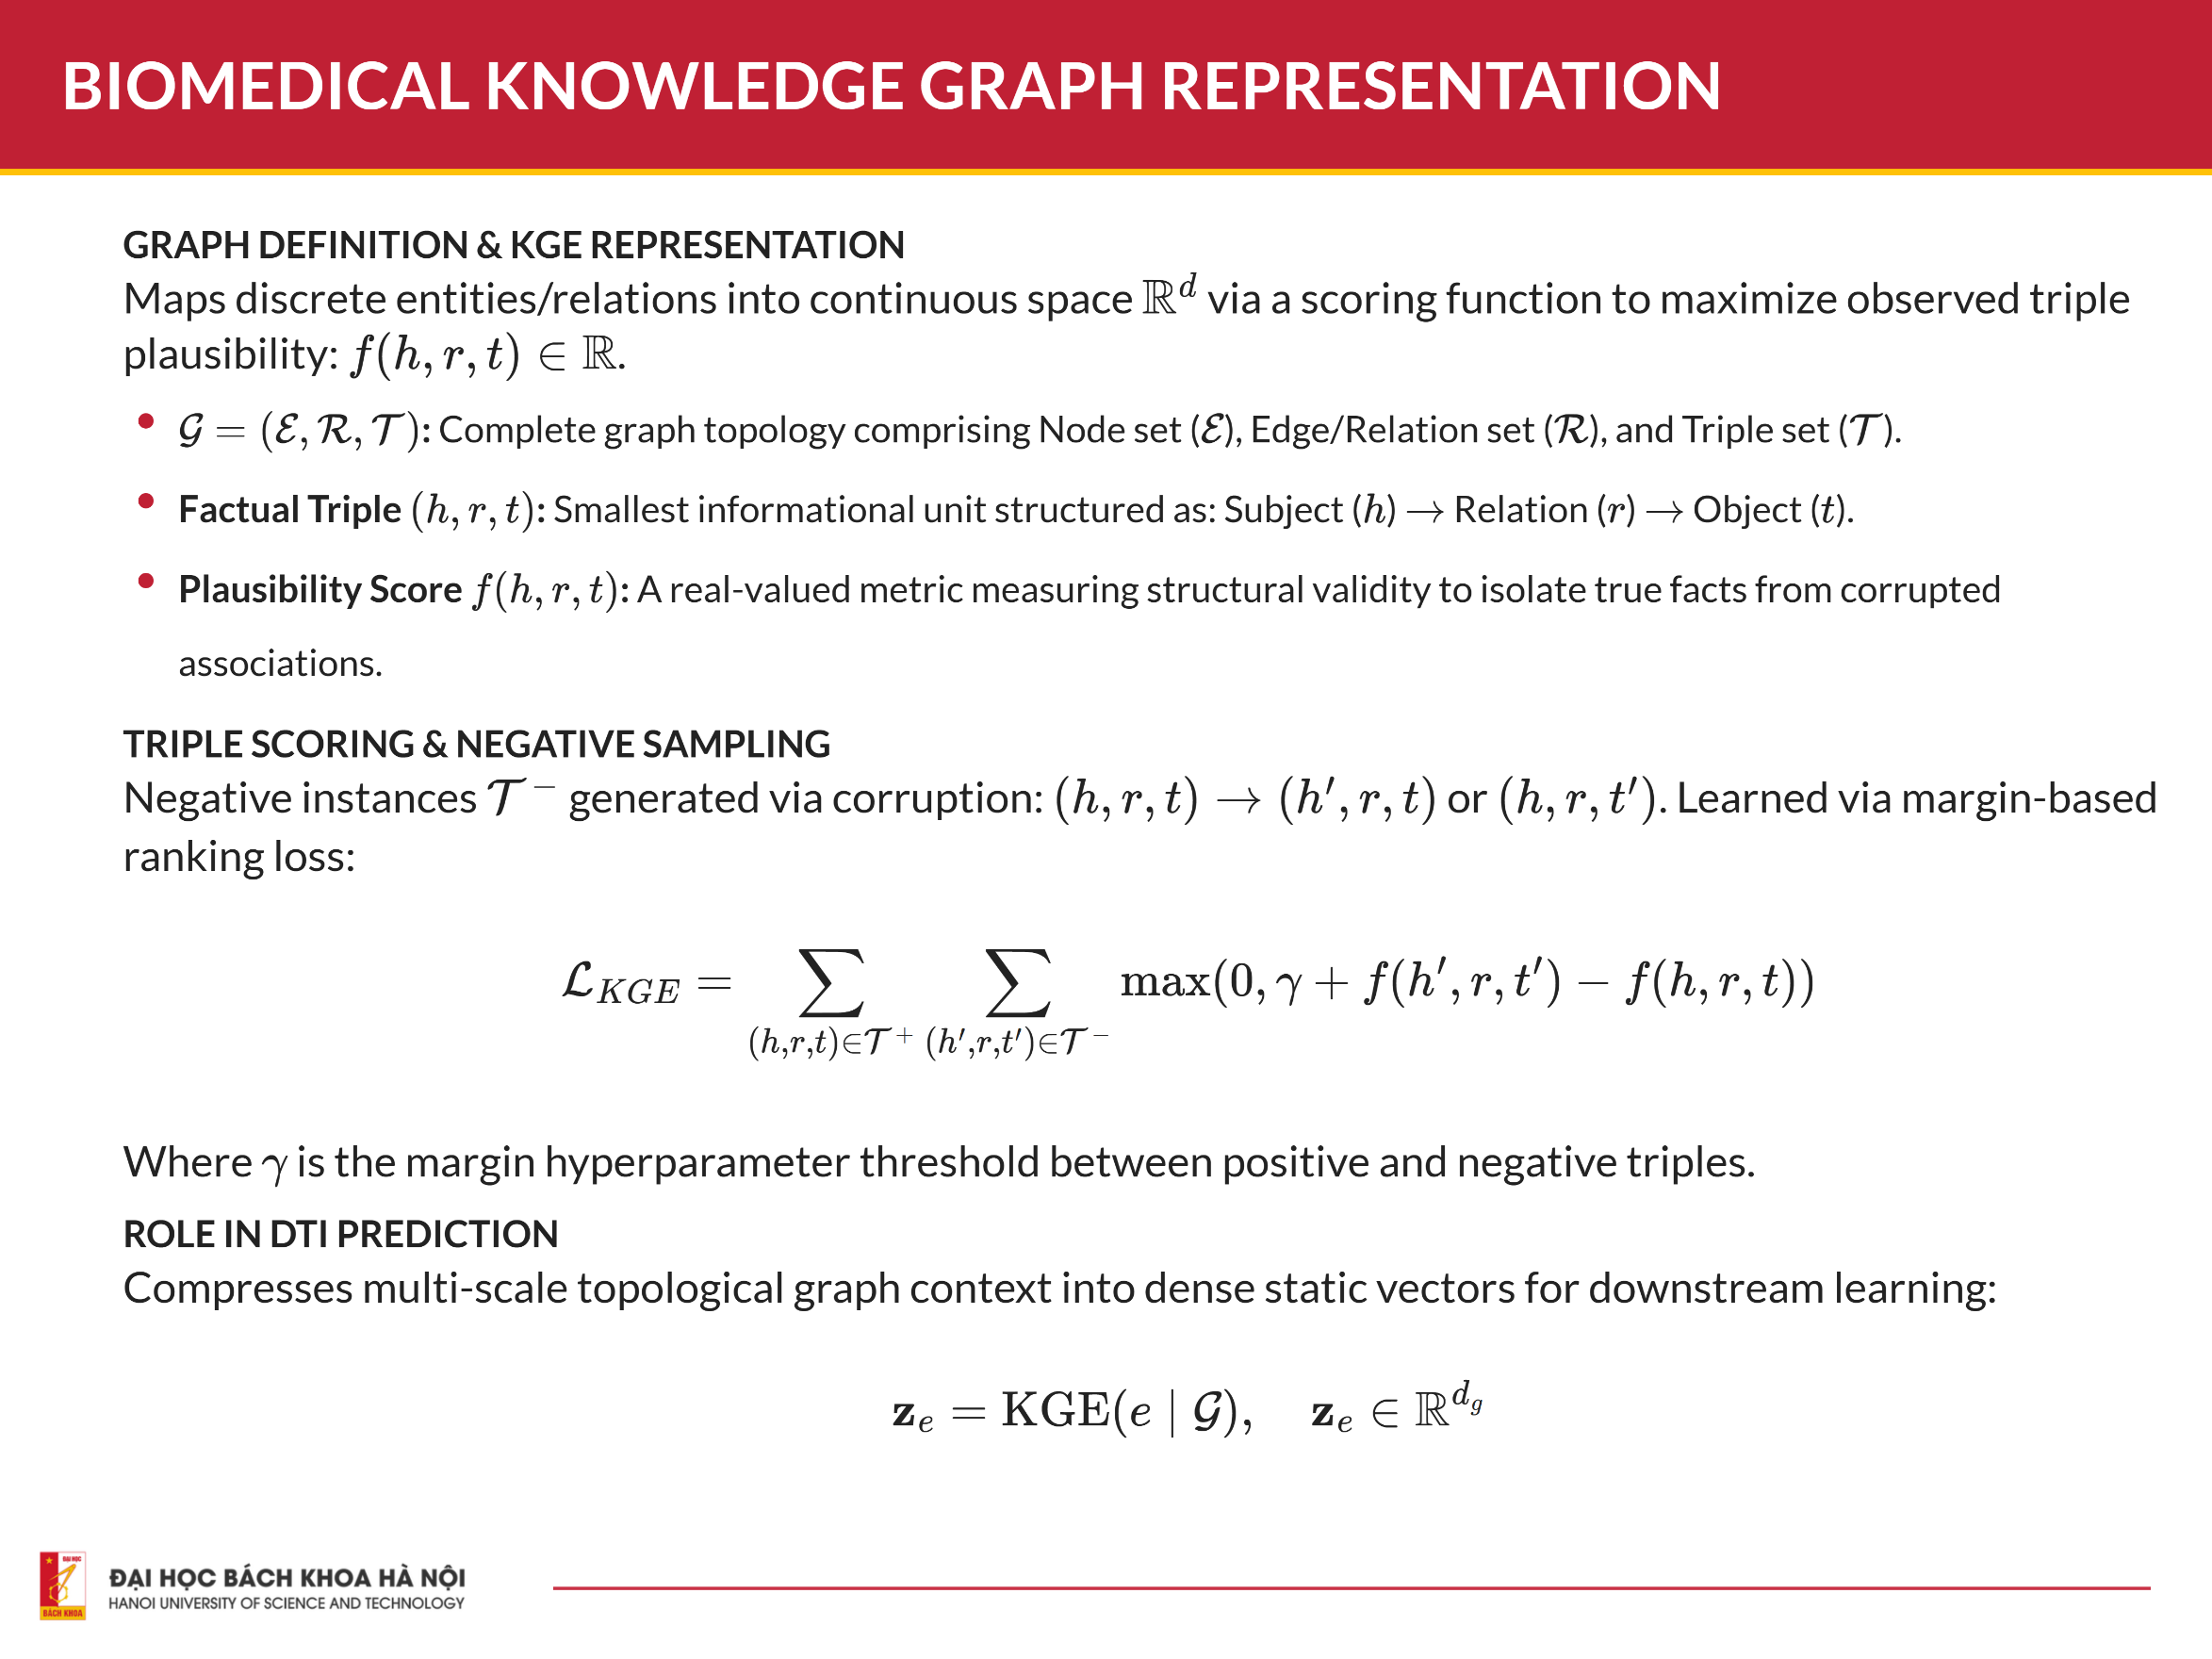 BIOMEDICAL KNOWLEDGE GRAPH REPRESENTATION
GRAPH DEFINITION & KGE REPRESENTATION
Maps discrete entities/relations into continuous space ℝ^d via a scoring function to maximize observed triple
plausibility: f(h, r, t) ∈ ℝ.
• 𝒢 = (ℰ, ℛ, 𝒯): Complete graph topology comprising Node set (ℰ), Edge/Relation set (ℛ), and Triple set (𝒯).
• Factual Triple (h, r, t): Smallest informational unit structured as: Subject (h) → Relation (r) → Object (t).
• Plausibility Score f(h, r, t): A real-valued metric measuring structural validity to isolate true facts from corrupted
associations.
TRIPLE SCORING & NEGATIVE SAMPLING
Negative instances 𝒯⁻ generated via corruption: (h, r, t) → (h′, r, t) or (h, r, t′). Learned via margin-based
ranking loss:
ℒ_KGE = ∑_{(h,r,t)∈𝒯⁺} ∑_{(h′,r,t′)∈𝒯⁻} max(0, γ + f(h′, r, t′) − f(h, r, t))
Where γ is the margin hyperparameter threshold between positive and negative triples.
ROLE IN DTI PREDICTION
Compresses multi-scale topological graph context into dense static vectors for downstream learning:
𝐳_e = KGE(e | 𝒢), 𝐳_e ∈ ℝ^{d_g}
ĐẠI HỌC
BÁCH KHOA
ĐẠI HỌC BÁCH KHOA HÀ NỘI
HANOI UNIVERSITY OF SCIENCE AND TECHNOLOGY